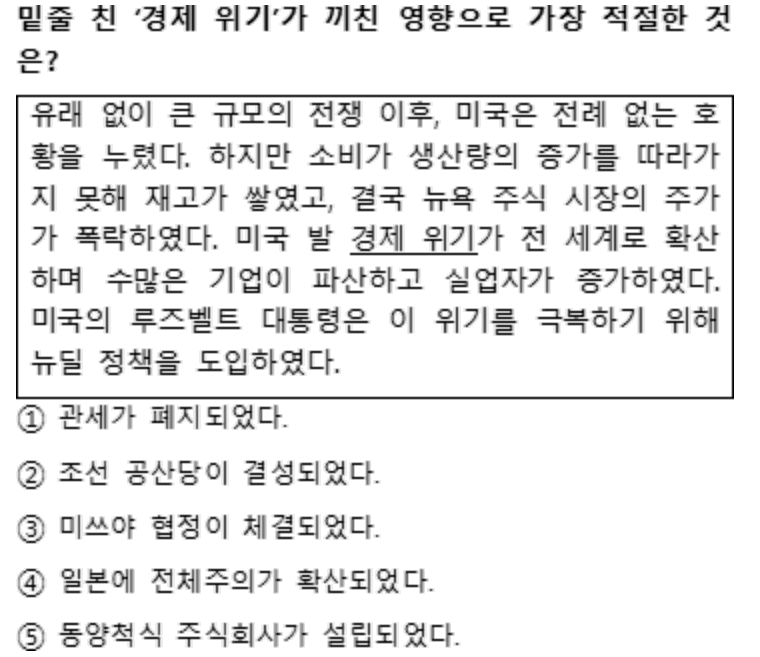 밑줄 친 ‘경제 위기’가 끼친 영향으로 가장 적절한 것
은?
유래 없이 큰 규모의 전쟁 이후, 미국은 전례 없는 호
황을 누렸다. 하지만 소비가 생산량의 증가를 따라가
지 못해 재고가 쌓였고, 결국 뉴욕 주식 시장의 주가
가 폭락하였다. 미국 발 경제 위기가 전 세계로 확산
하며 수많은 기업이 파산하고 실업자가 증가하였다.
미국의 루즈벨트 대통령은 이 위기를 극복하기 위해
뉴딜 정책을 도입하였다.
① 관세가 폐지되었다.
② 조선 공산당이 결성되었다.
③ 미쓰야 협정이 체결되었다.
④ 일본에 전체주의가 확산되었다.
⑤ 동양척식 주식회사가 설립되었다.